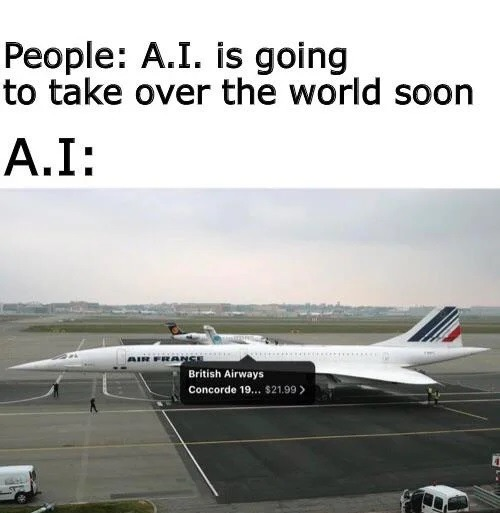 People: A.I. is going
to take over the world soon
A.I:
AIR FRANCE
British Airways
Concorde 19... $21.99 >